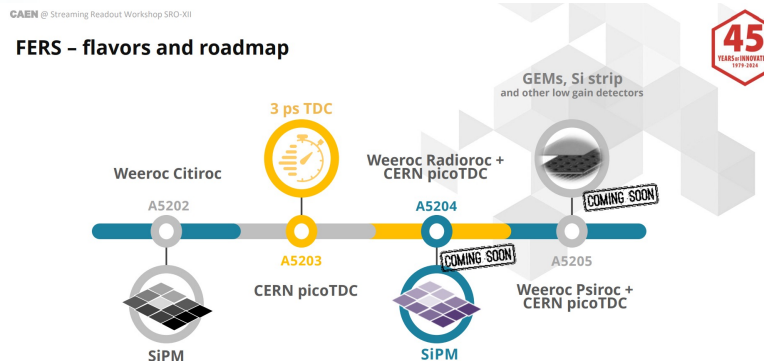 CAEN @ Streaming Readout Workshop SRO-XII
FERS – flavors and roadmap
45
YEARS of INNOVATI
1979-2024
GEMs, Si strip
and other low gain detectors
3 ps TDC
Weeroc Citiroc
Weeroc Radioroc +
CERN picoTDC
COMING SOON
A5202
A5204
A5203
COMING SOON
A5205
CERN picoTDC
Weeroc Psiroc +
CERN picoTDC
SiPM
SiPM